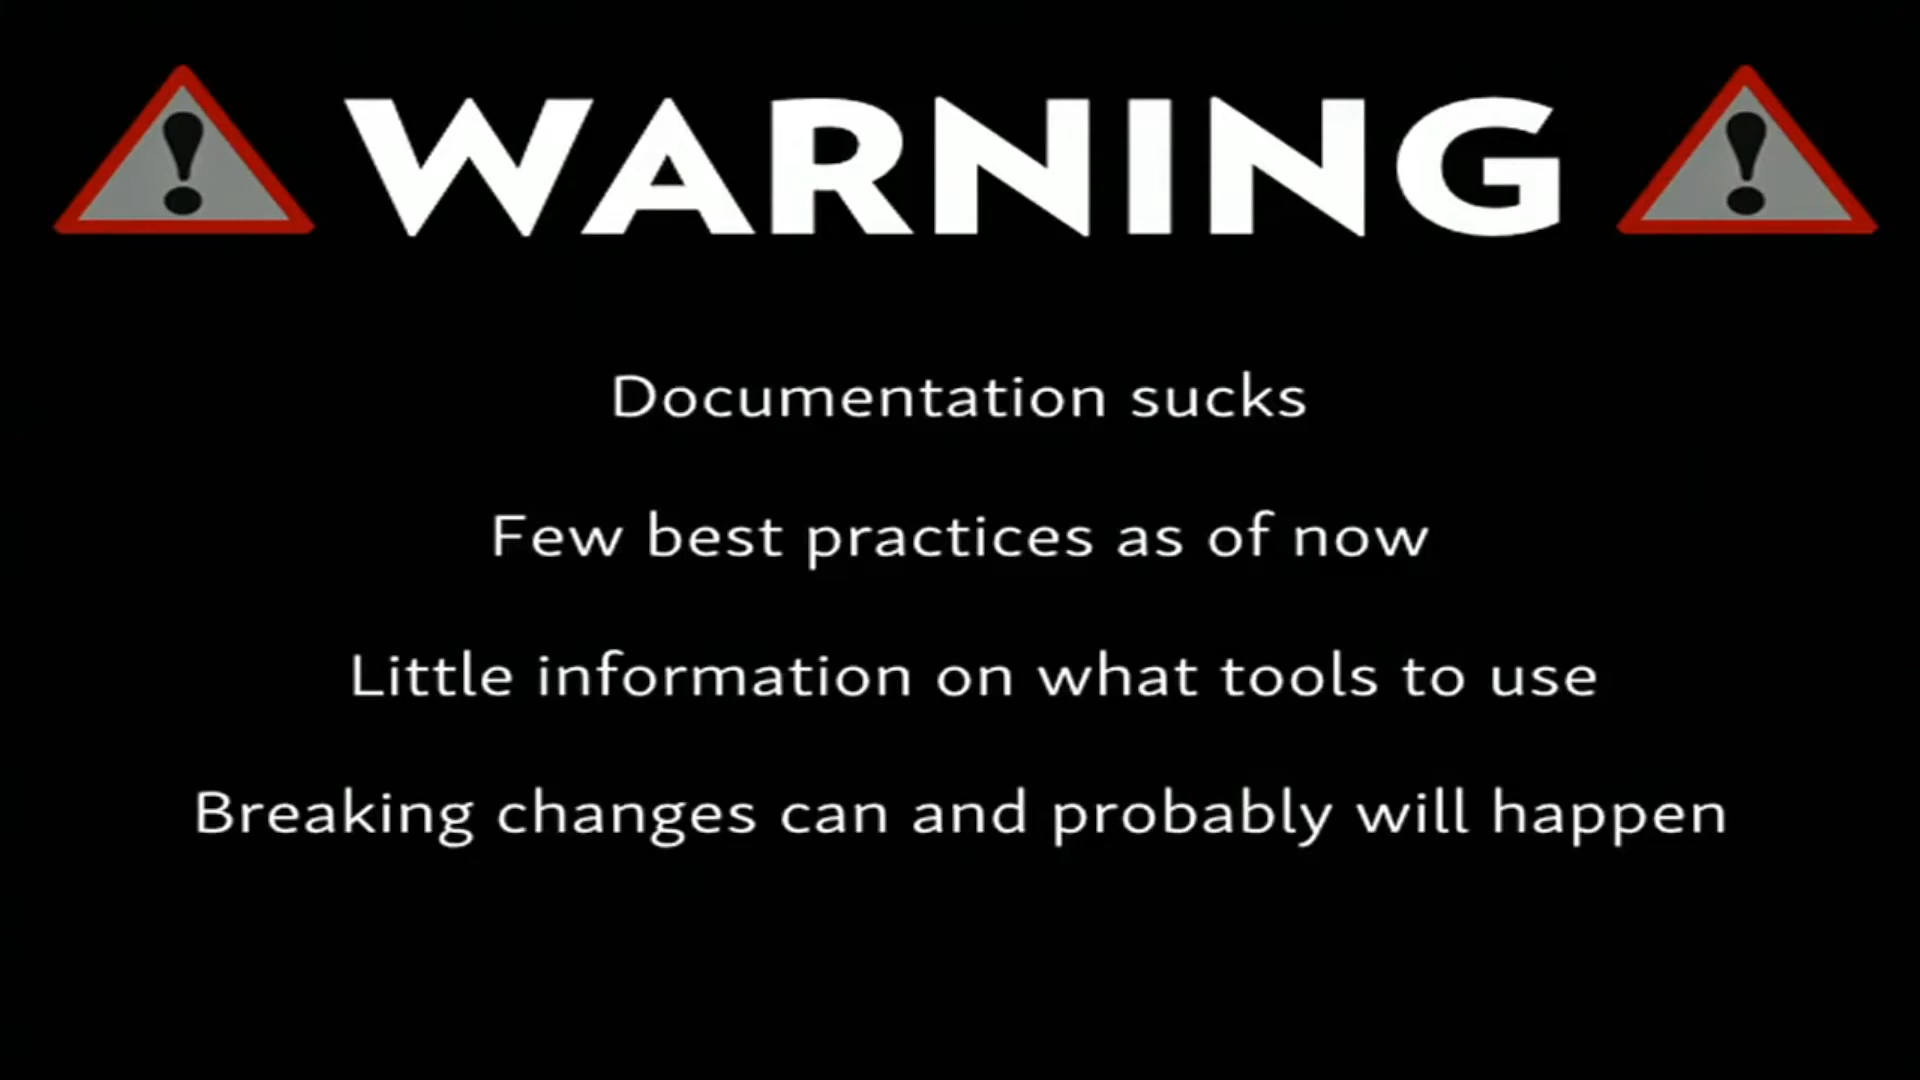 WARNING
Documentation sucks
Few best practices as of now
Little information on what tools to use
Breaking changes can and probably will happen